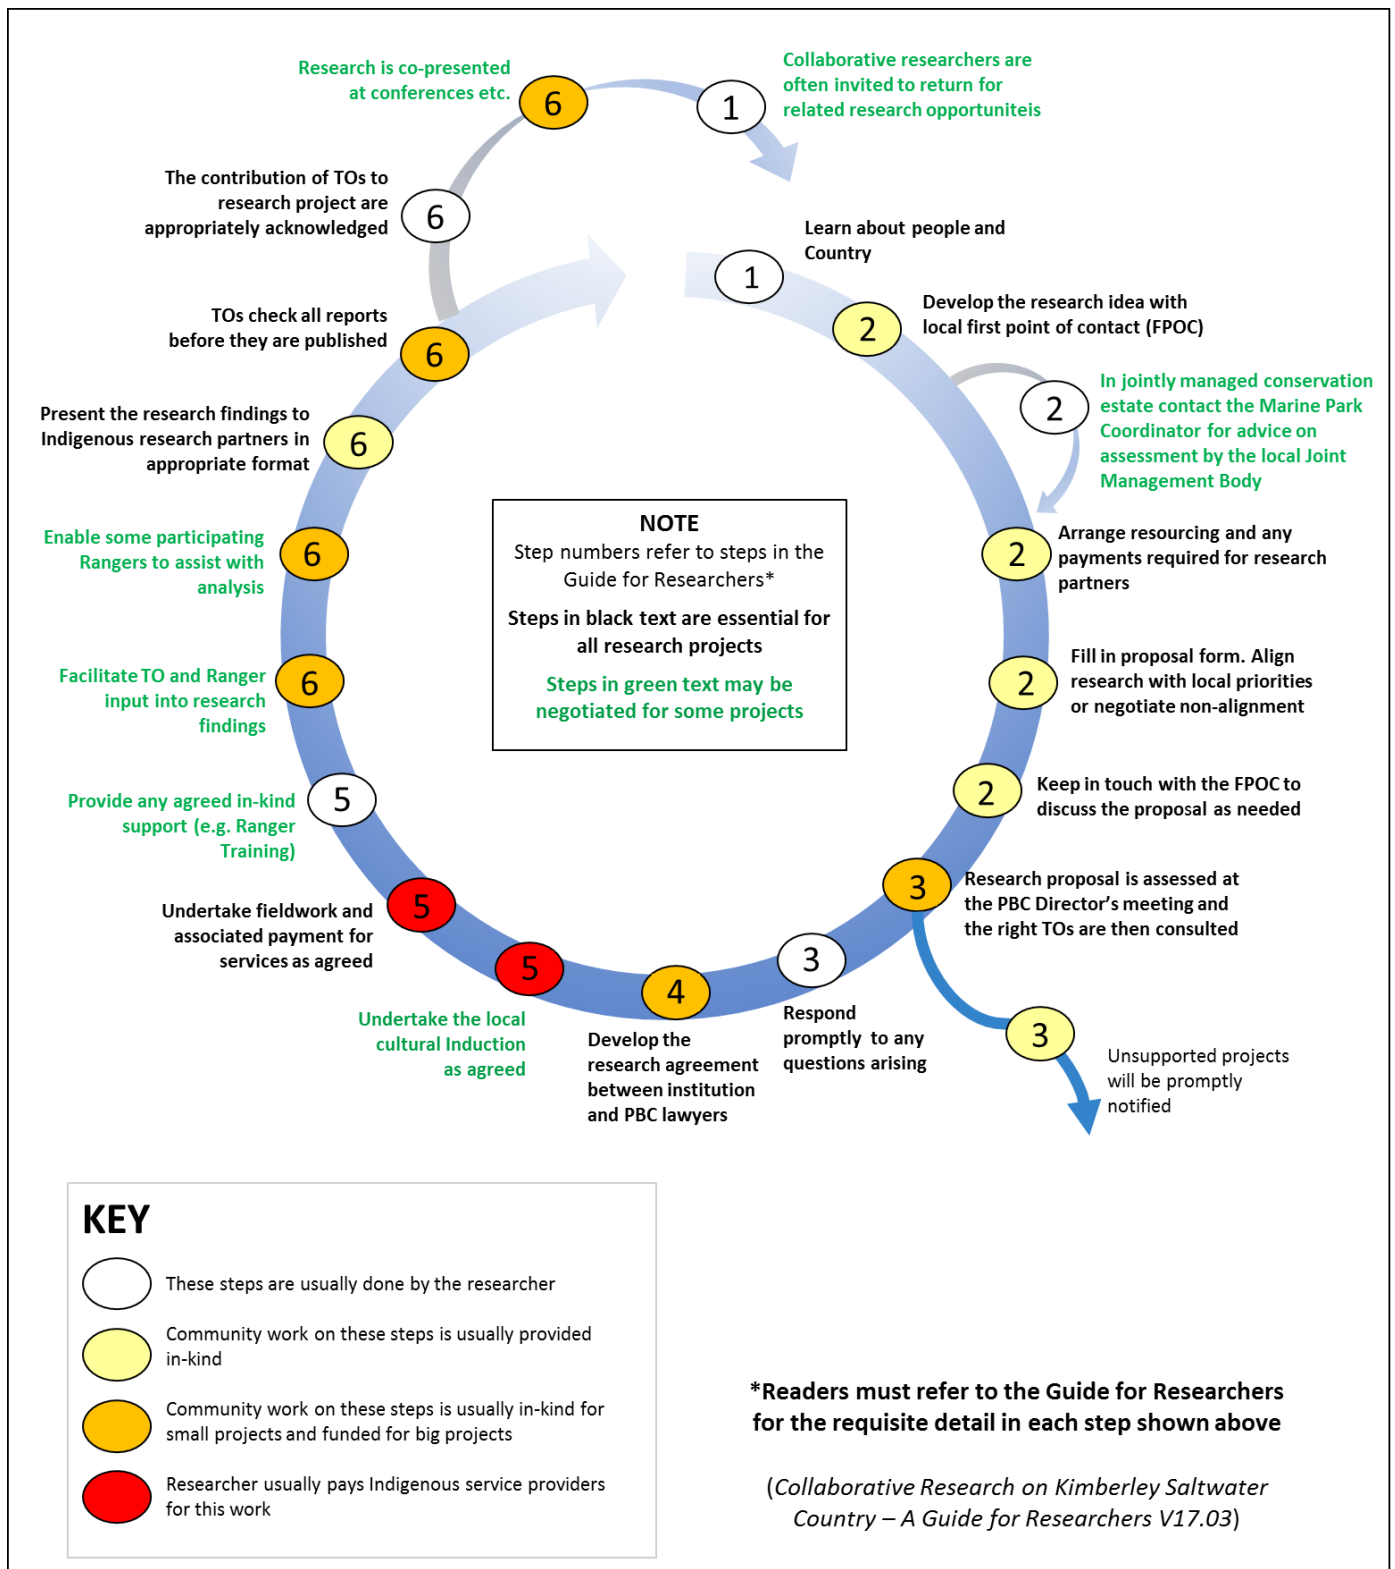 Research is co-presented
at conferences etc.
6
1
Collaborative researchers are
often invited to return for
related research opportuniteis
The contribution of TOs to
research project are
appropriately acknowledged
6
Learn about people and
Country
1
Develop the research idea with
local first point of contact (FPOC)
2
TOs check all reports
before they are published
6
In jointly managed conservation
estate contact the Marine Park
Coordinator for advice on
assessment by the local Joint
Management Body
2
Present the research findings to
Indigenous research partners in
appropriate format
6
Arrange resourcing and any
payments required for research
partners
2
Enable some participating
Rangers to assist with
analysis
6
NOTE
Step numbers refer to steps in the
Guide for Researchers*
Steps in black text are essential for
all research projects
Steps in green text may be
negotiated for some projects
Fill in proposal form. Align
research with local priorities
or negotiate non-alignment
2
Facilitate TO and Ranger
input into research
findings
6
Keep in touch with the FPOC to
discuss the proposal as needed
2
Provide any agreed in-kind
support (e.g. Ranger
Training)
5
Research proposal is assessed at
the PBC Director's meeting and
the right TOs are then consulted
3
Undertake fieldwork and
associated payment for
services as agreed
5
Undertake the local
cultural Induction
as agreed
5
Develop the
research agreement
between institution
and PBC lawyers
4
Respond
promptly to any
questions arising
3
3
Unsupported projects
will be promptly
notified
KEY
These steps are usually done by the researcher
Community work on these steps is usually provided
in-kind
Community work on these steps is usually in-kind for
small projects and funded for big projects
Researcher usually pays Indigenous service providers
for this work
*Readers must refer to the Guide for Researchers
for the requisite detail in each step shown above
(Collaborative Research on Kimberley Saltwater
Country – A Guide for Researchers V17.03)